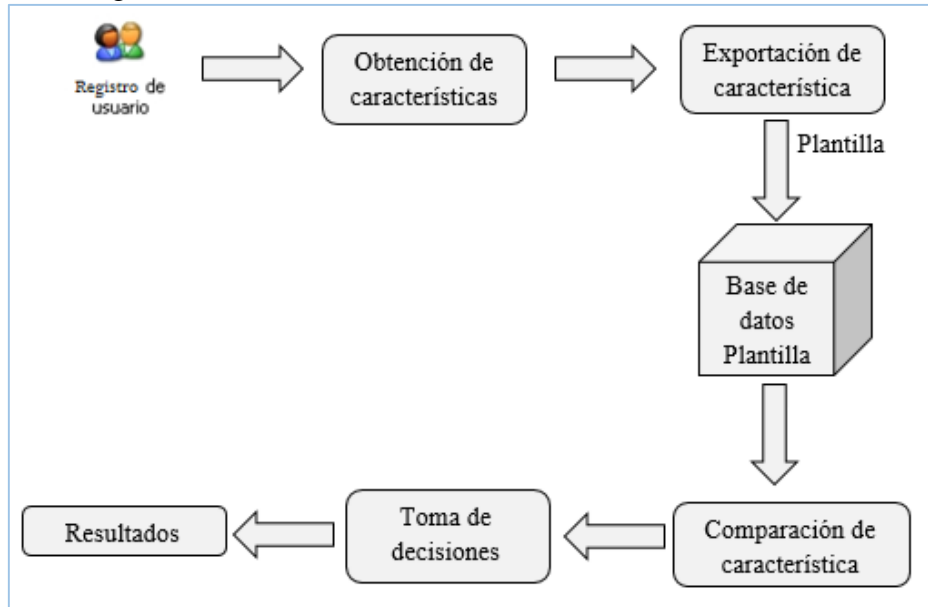 Registro de
usuario
Obtención de
características
Exportación de
característica
Plantilla
Base de
datos
Plantilla
Comparación de
característica
Toma de
decisiones
Resultados